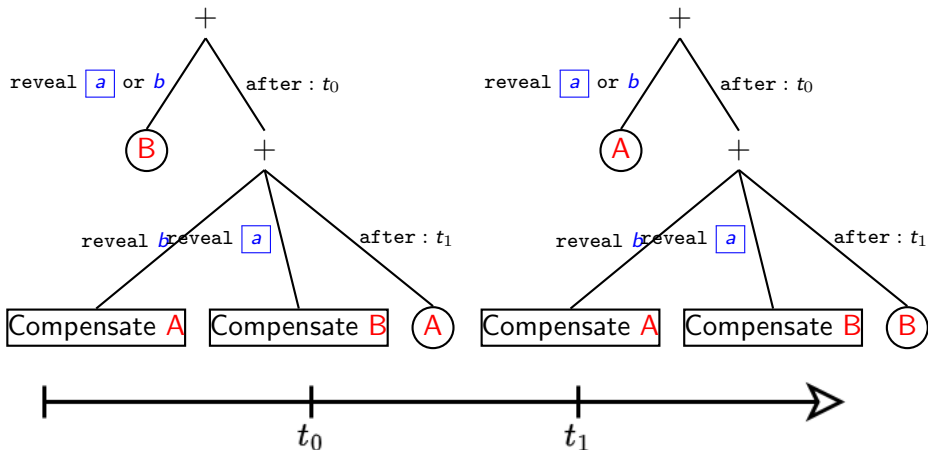 + +
reveal a or b after : t0 reveal a or b after : t0
B A
+ +
reveal b reveal a after : t1 reveal b reveal a after : t1
Compensate A Compensate B A Compensate A Compensate B B
t0 t1